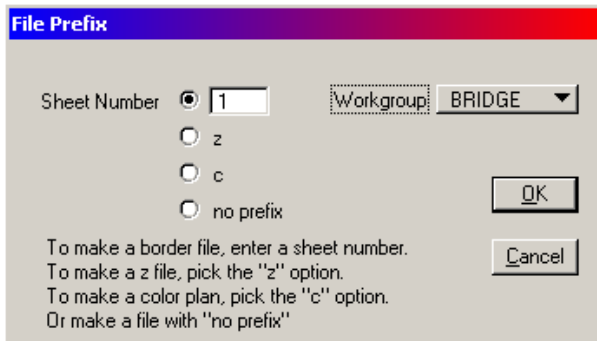 File Prefix
Sheet Number 1 Workgroup BRIDGE
z
c
no prefix
OK
To make a border file, enter a sheet number.
To make a z file, pick the "z" option.
Cancel
To make a color plan, pick the "c" option.
Or make a file with "no prefix"